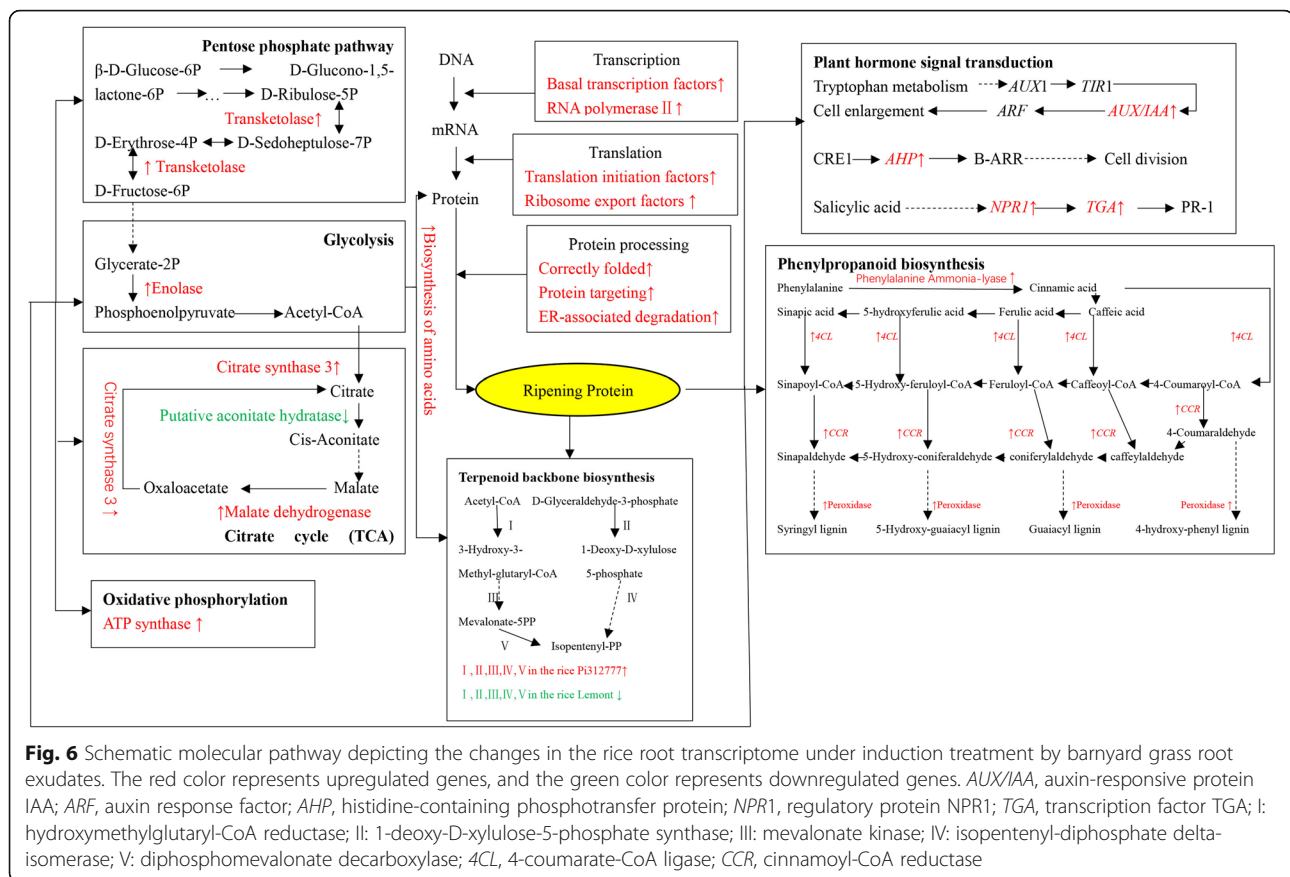 Pentose phosphate pathway
β-D-Glucose-6P D-Glucono-1,5-
lactone-6P ... D-Ribulose-5P
Transketolase↑
D-Erythrose-4P D-Sedoheptulose-7P
↑ Transketolase
D-Fructose-6P
Glycolysis
Glycerate-2P
↑Enolase
Phosphoenolpyruvate Acetyl-CoA
Citrate synthase 3↑
Citrate
Putative aconitate hydratase↓
Cis-Aconitate
Citrate synthase 3 ↑
Oxaloacetate Malate
↑Malate dehydrogenase
Citrate cycle (TCA)
Oxidative phosphorylation
ATP synthase ↑
DNA
mRNA
Protein
↑Biosynthesis of amino acids
Transcription
Basal transcription factors↑
RNA polymerase Ⅱ ↑
Translation
Translation initiation factors↑
Ribosome export factors ↑
Protein processing
Correctly folded↑
Protein targeting↑
ER-associated degradation↑
Ripening Protein
Terpenoid backbone biosynthesis
Acetyl-CoA D-Glyceraldehyde-3-phosphate
Ⅰ Ⅱ
3-Hydroxy-3- 1-Deoxy-D-xylulose
Methyl-glutaryl-CoA 5-phosphate
Ⅲ Ⅳ
Mevalonate-5PP
Ⅴ Isopentenyl-PP
Ⅰ, Ⅱ,Ⅲ,Ⅳ, Ⅴ in the rice Pi312777↑
Ⅰ, Ⅱ,Ⅲ,Ⅳ, Ⅴ in the rice Lemont ↓
Plant hormone signal transduction
Tryptophan metabolism AUX1 TIR1
Cell enlargement ARF AUX/IAA↑
CRE1 AHP↑ B-ARR Cell division
Salicylic acid NPR1↑ TGA↑ PR-1
Phenylpropanoid biosynthesis
Phenylalanine Ammonia-lyase ↑
Phenylalanine Cinnamic acid
Sinapic acid 5-hydroxyferulic acid Ferulic acid Caffeic acid
↑4CL ↑4CL ↑4CL ↑4CL ↑4CL
Sinapoyl-CoA 5-Hydroxy-feruloyl-CoA Feruloyl-CoA Caffeoyl-CoA 4-Coumaroyl-CoA
↑CCR
4-Coumaraldehyde
↑CCR ↑CCR ↑CCR ↑CCR
Sinapaldehyde 5-Hydroxy-coniferaldehyde coniferylaldehyde caffeylaldehyde
↑Peroxidase ↑Peroxidase ↑Peroxidase Peroxidase ↑
Syringyl lignin 5-Hydroxy-guaiacyl lignin Guaiacyl lignin 4-hydroxy-phenyl lignin
Fig. 6 Schematic molecular pathway depicting the changes in the rice root transcriptome under induction treatment by barnyard grass root
exudates. The red color represents upregulated genes, and the green color represents downregulated genes. AUX/IAA, auxin-responsive protein
IAA; ARF, auxin response factor; AHP, histidine-containing phosphotransfer protein; NPR1, regulatory protein NPR1; TGA, transcription factor TGA; I:
hydroxymethylglutaryl-CoA reductase; II: 1-deoxy-D-xylulose-5-phosphate synthase; III: mevalonate kinase; IV: isopentenyl-diphosphate delta-
isomerase; V: diphosphomevalonate decarboxylase; 4CL, 4-coumarate-CoA ligase; CCR, cinnamoyl-CoA reductase